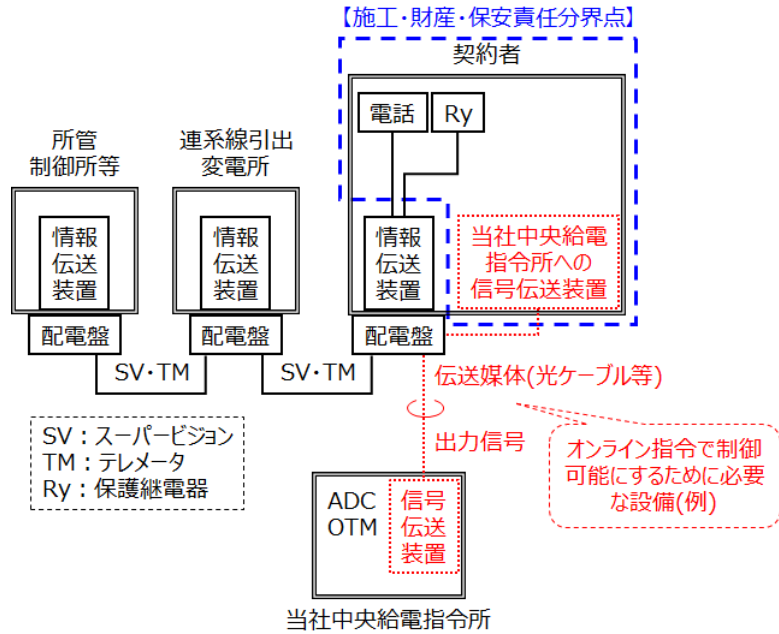 【施工・財産・保安責任分界点】
契約者
電話
Ry
所管
制御所等
連系線引出
変電所
情報
伝送
装置
情報
伝送
装置
情報
伝送
装置
当社中央給電
指令所への
信号伝送装置
配電盤
配電盤
配電盤
SV・TM
SV・TM
伝送媒体(光ケーブル等)
出力信号
SV：スーパービジョン
TM：テレメータ
Ry：保護継電器
オンライン指令で制御
可能にするために必要
な設備(例)
ADC
OTM
信号
伝送
装置
当社中央給電指令所